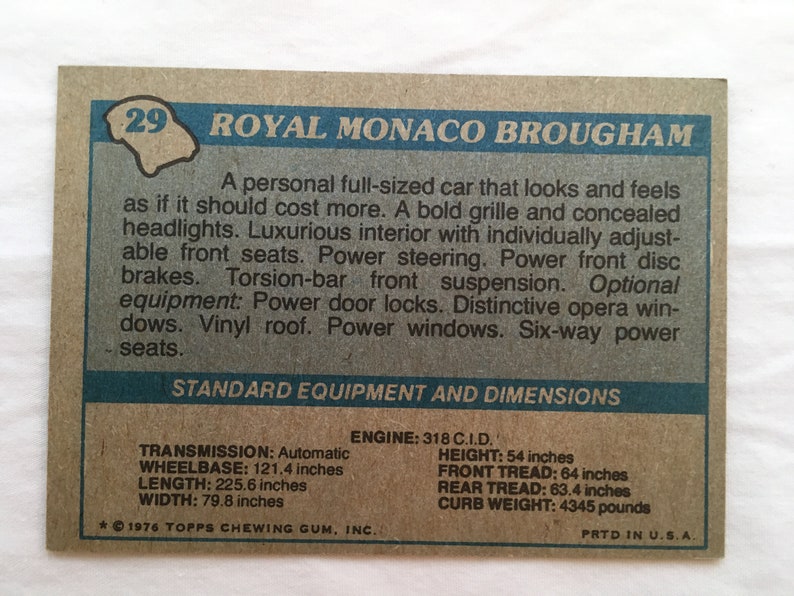 29
ROYAL MONACO BROUGHAM
A personal full-sized car that looks and feels
as if it should cost more. A bold grille and concealed
headlights. Luxurious interior with individually adjust-
able front seats. Power steering. Power front disc
brakes. Torsion-bar front suspension. Optional
equipment: Power door locks. Distinctive opera win-
dows. Vinyl roof. Power windows. Six-way power
seats.
STANDARD EQUIPMENT AND DIMENSIONS
ENGINE: 318 C.I.D.
TRANSMISSION: Automatic
WHEELBASE: 121.4 inches
LENGTH: 225.6 inches
WIDTH: 79.8 inches
HEIGHT: 54 inches
FRONT TREAD: 64 inches
REAR TREAD: 63.4 inches
CURB WEIGHT: 4345 pounds
* © 1976 TOPPS CHEWING GUM, INC.
PRTD IN U.S.A.